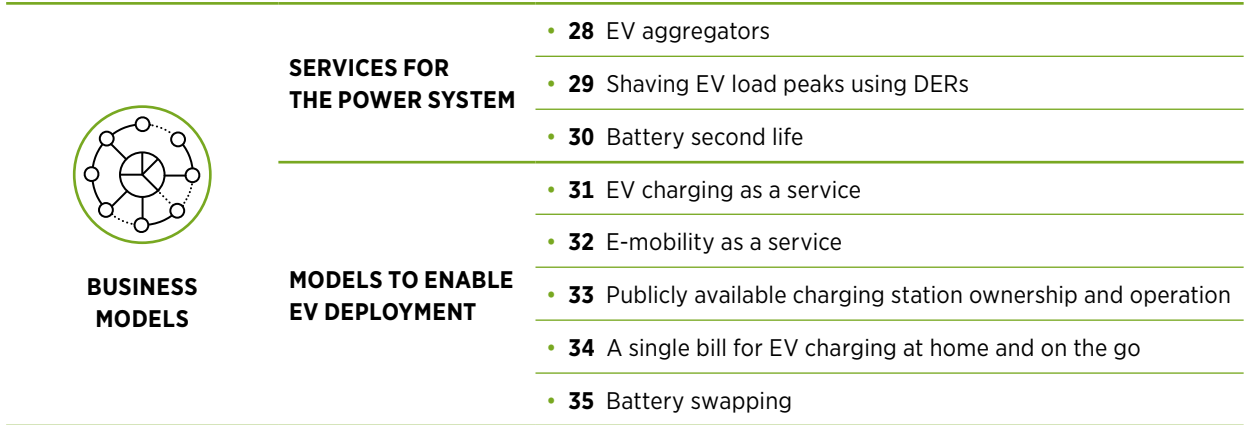 BUSINESS
MODELS
SERVICES FOR
THE POWER SYSTEM
• 28 EV aggregators
• 29 Shaving EV load peaks using DERs
• 30 Battery second life
MODELS TO ENABLE
EV DEPLOYMENT
• 31 EV charging as a service
• 32 E-mobility as a service
• 33 Publicly available charging station ownership and operation
• 34 A single bill for EV charging at home and on the go
• 35 Battery swapping